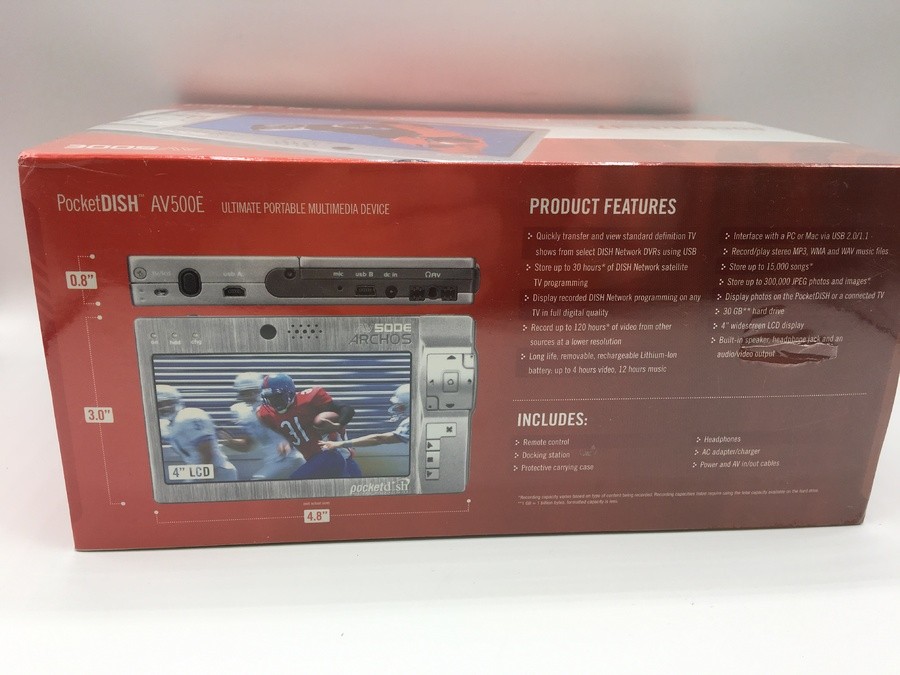 AV500E
PocketDISH™ AV500E ULTIMATE PORTABLE MULTIMEDIA DEVICE
0.8"
mic usb B dc in AV
500E
ARCHOS
3.0"
31
4" LCD
pocketdish
4.8"
PRODUCT FEATURES
Quickly transfer and view standard definition TV
shows from select DISH Network DVRs using USB
Store up to 30 hours* of DISH Network satellite
TV programming
Display recorded DISH Network programming on any
TV in full digital quality
Record up to 120 hours* of video from other
sources at a lower resolution
Long life, removable, rechargeable Lithium-Ion
battery: up to 4 hours video, 12 hours music
Interface with a PC or Mac via USB 2.0/1.1
Record/play stereo MP3, WMA and WAV music files
Store up to 15,000 songs*
Store up to 300,000 JPEG photos and images*
Display photos on the PocketDISH or a connected TV
30 GB** hard drive
4" widescreen LCD display
Built-in speaker, headphone jack and an
audio/video output
INCLUDES:
Remote control
Docking station
Protective carrying case
Headphones
AC adapter/charger
Power and AV in/out cables